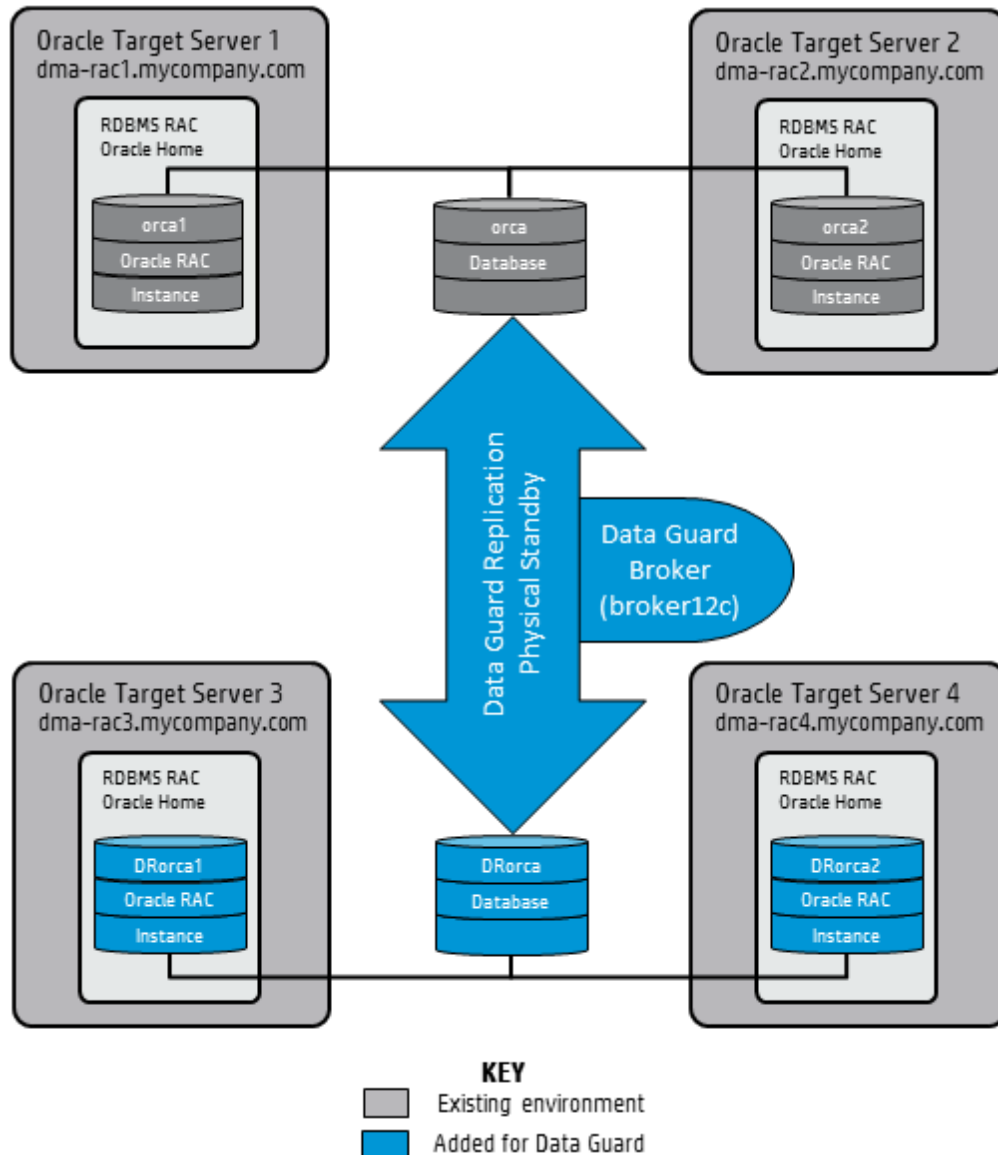 Oracle Target Server 1
dma-rac1.mycompany.com
RDBMS RAC
Oracle Home
orca1
Oracle RAC
Instance
orca
Database
Oracle Target Server 2
dma-rac2.mycompany.com
RDBMS RAC
Oracle Home
orca2
Oracle RAC
Instance
Data Guard Replication
Physical Standby
Data Guard
Broker
(broker12c)
Oracle Target Server 3
dma-rac3.mycompany.com
RDBMS RAC
Oracle Home
DRorca1
Oracle RAC
Instance
DRorca
Database
Oracle Target Server 4
dma-rac4.mycompany.com
RDBMS RAC
Oracle Home
DRorca2
Oracle RAC
Instance
KEY
Existing environment
Added for Data Guard